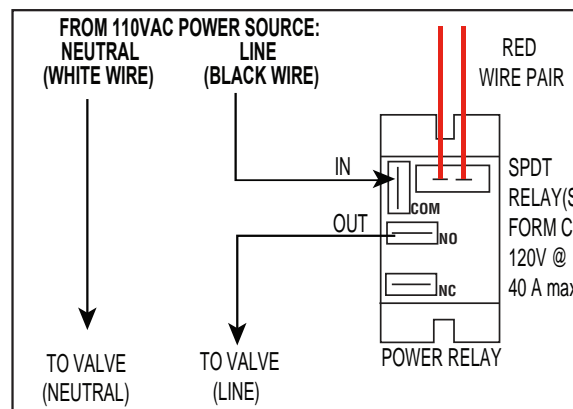 FROM 110VAC POWER SOURCE:
NEUTRAL
(WHITE WIRE)
LINE
(BLACK WIRE)
RED
WIRE PAIR
IN
COM
SPDT
RELAY(S
FORM C
120V @
40 A max
OUT
NO
NC
POWER RELAY
TO VALVE
(NEUTRAL)
TO VALVE
(LINE)